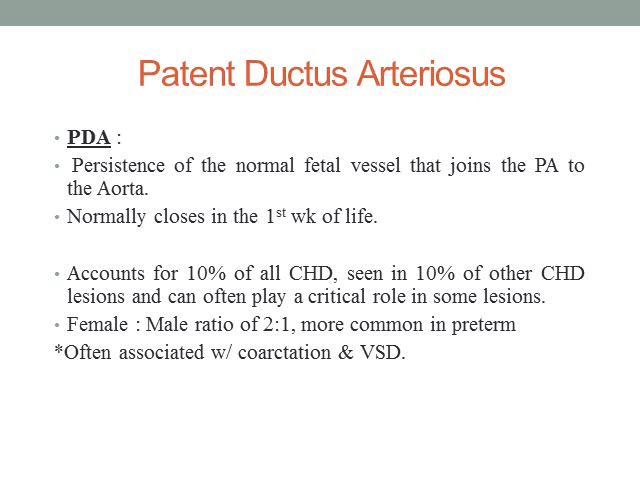 Patent Ductus Arteriosus
• PDA :
• Persistence of the normal fetal vessel that joins the PA to
the Aorta.
• Normally closes in the 1st wk of life.
• Accounts for 10% of all CHD, seen in 10% of other CHD
lesions and can often play a critical role in some lesions.
• Female : Male ratio of 2:1, more common in preterm
*Often associated w/ coarctation & VSD.